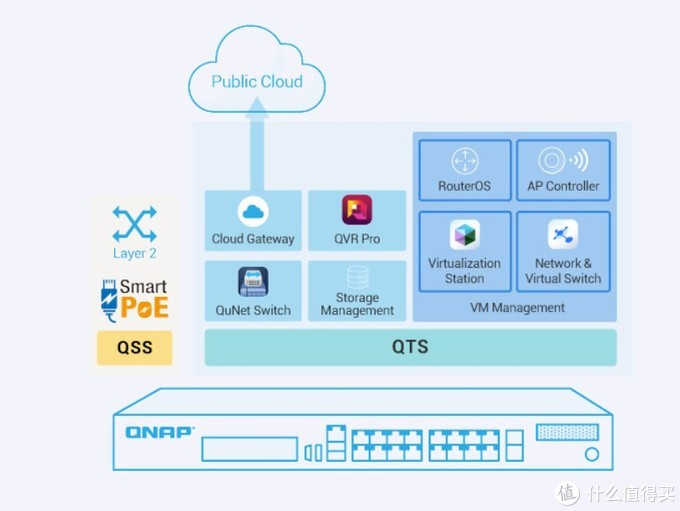 Public Cloud
RouterOS
AP Controller
Layer 2
Cloud Gateway
QVR Pro
Virtualization
Station
Network &
Virtual Switch
Smart
PoE
QuNet Switch
Storage
Management
VM Management
QSS
QTS
QNAP
值 什么值得买